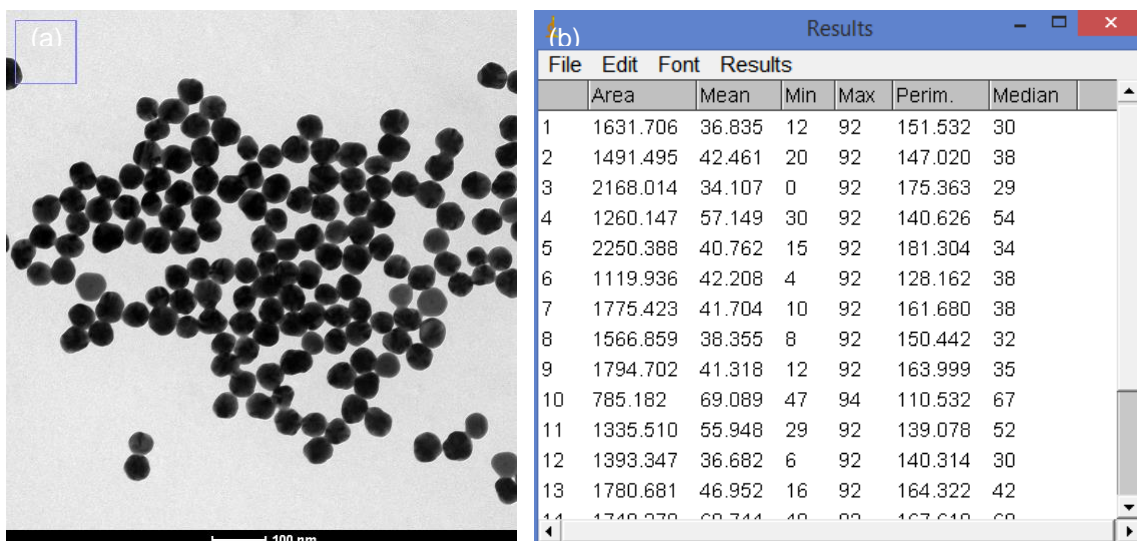 (a)
100 nm
(b)
Results
File Edit Font Results
Area Mean Min Max Perim. Median
1 1631.706 36.835 12 92 151.532 30
2 1491.495 42.461 20 92 147.020 38
3 2168.014 34.107 0 92 175.363 29
4 1260.147 57.149 30 92 140.626 54
5 2250.388 40.762 15 92 181.304 34
6 1119.936 42.208 4 92 128.162 38
7 1775.423 41.704 10 92 161.680 38
8 1566.859 38.355 8 92 150.442 32
9 1794.702 41.318 12 92 163.999 35
10 785.182 69.089 47 94 110.532 67
11 1335.510 55.948 29 92 139.078 52
12 1393.347 36.682 6 92 140.314 30
13 1780.681 46.952 16 92 164.322 42